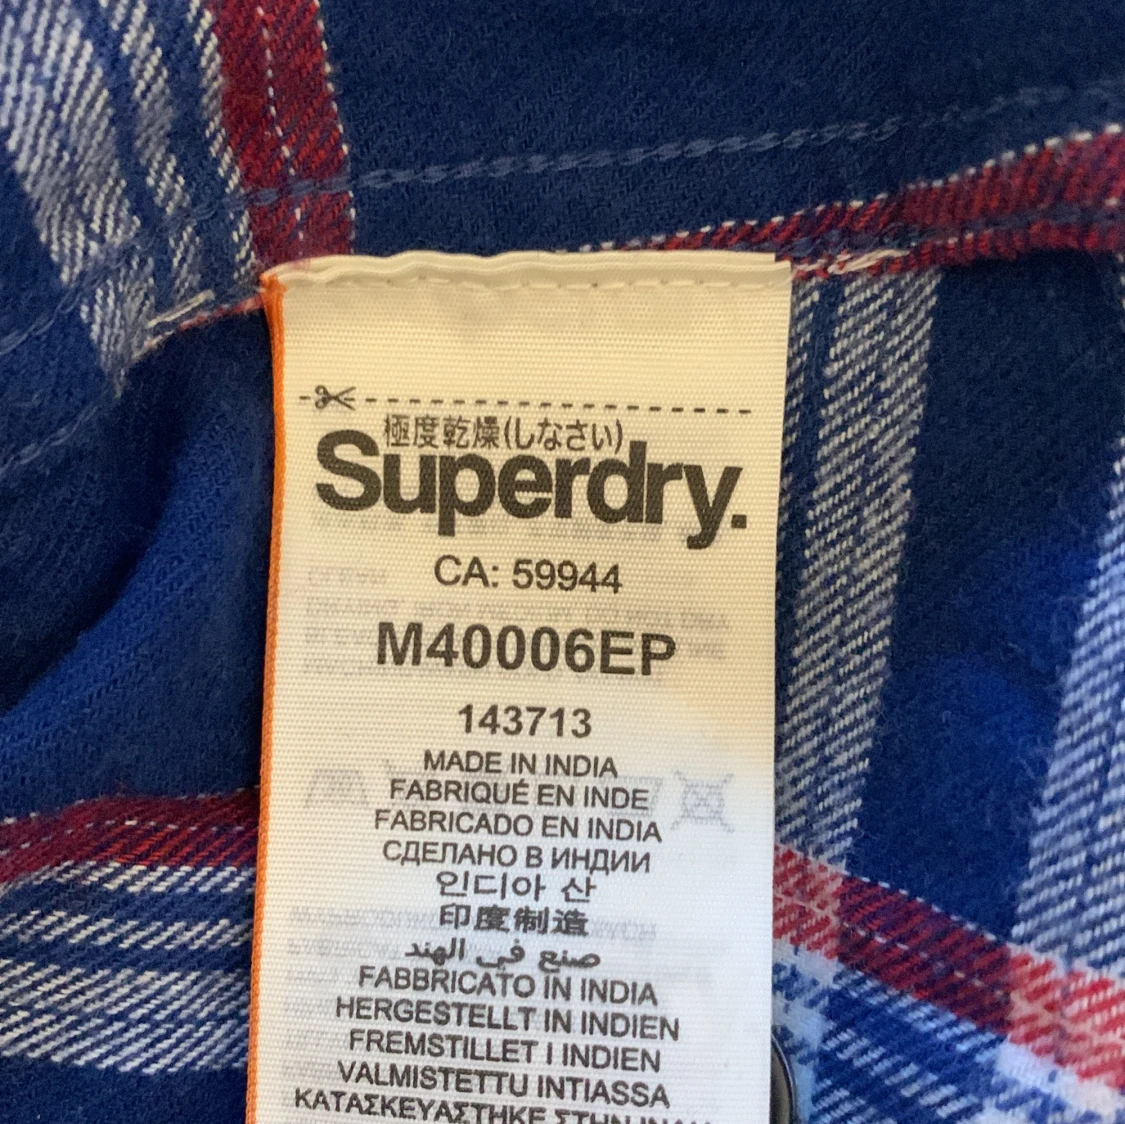 極度乾燥(しなさい)
Superdry.
CA: 59944
M40006EP
143713
MADE IN INDIA
FABRIQUÉ EN INDE
FABRICADO EN INDIA
СДЕЛАНО В ИНДИИ
인디아 산
印度制造
صنع في الهند
FABBRICATO IN INDIA
HERGESTELLT IN INDIEN
FREMSTILLET I INDIEN
VALMISTETTU INTIASSA
ΚΑΤΑΣΚΕΥΑΣΤΗΚΕ ΣΤΗΝ